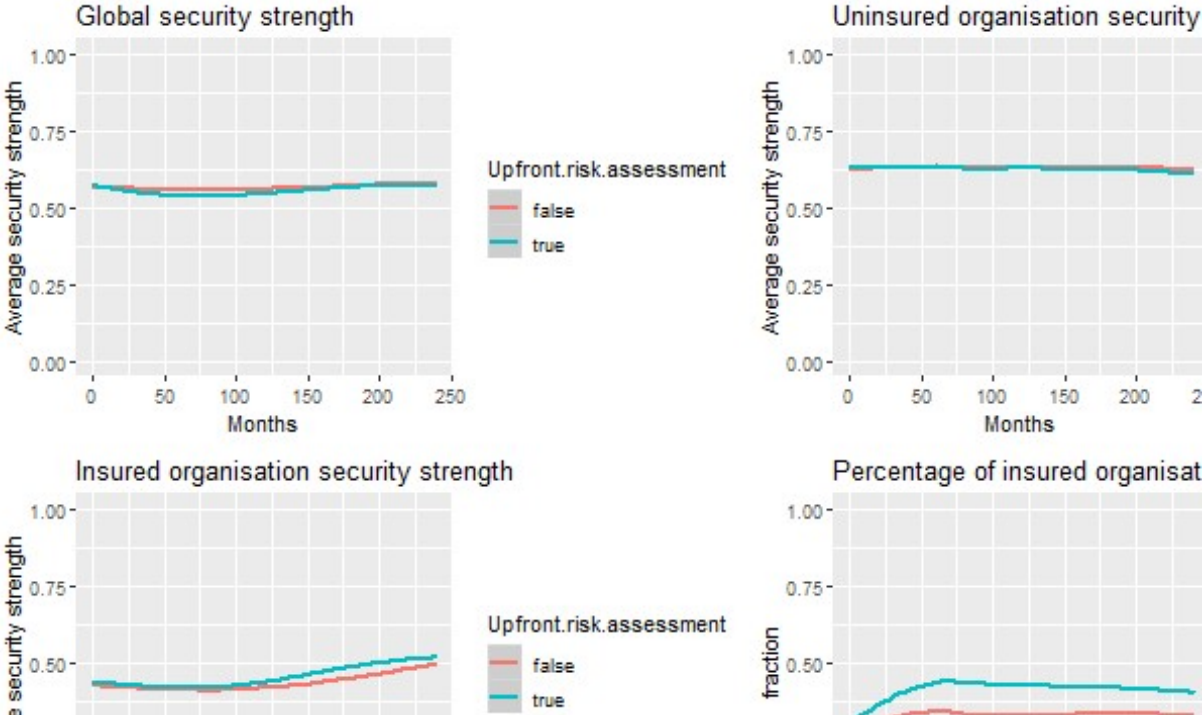 Global security strength
Average security strength
1.00
0.75
0.50
0.25
0.00
0 50 100 150 200 250
Months
Upfront.risk.assessment
false
true
Uninsured organisation security
Average security strength
1.00
0.75
0.50
0.25
0.00
0 50 100 150 200
Months
Insured organisation security strength
security strength
1.00
0.75
0.50
Upfront.risk.assessment
false
true
Percentage of insured
fraction
1.00
0.75
0.50